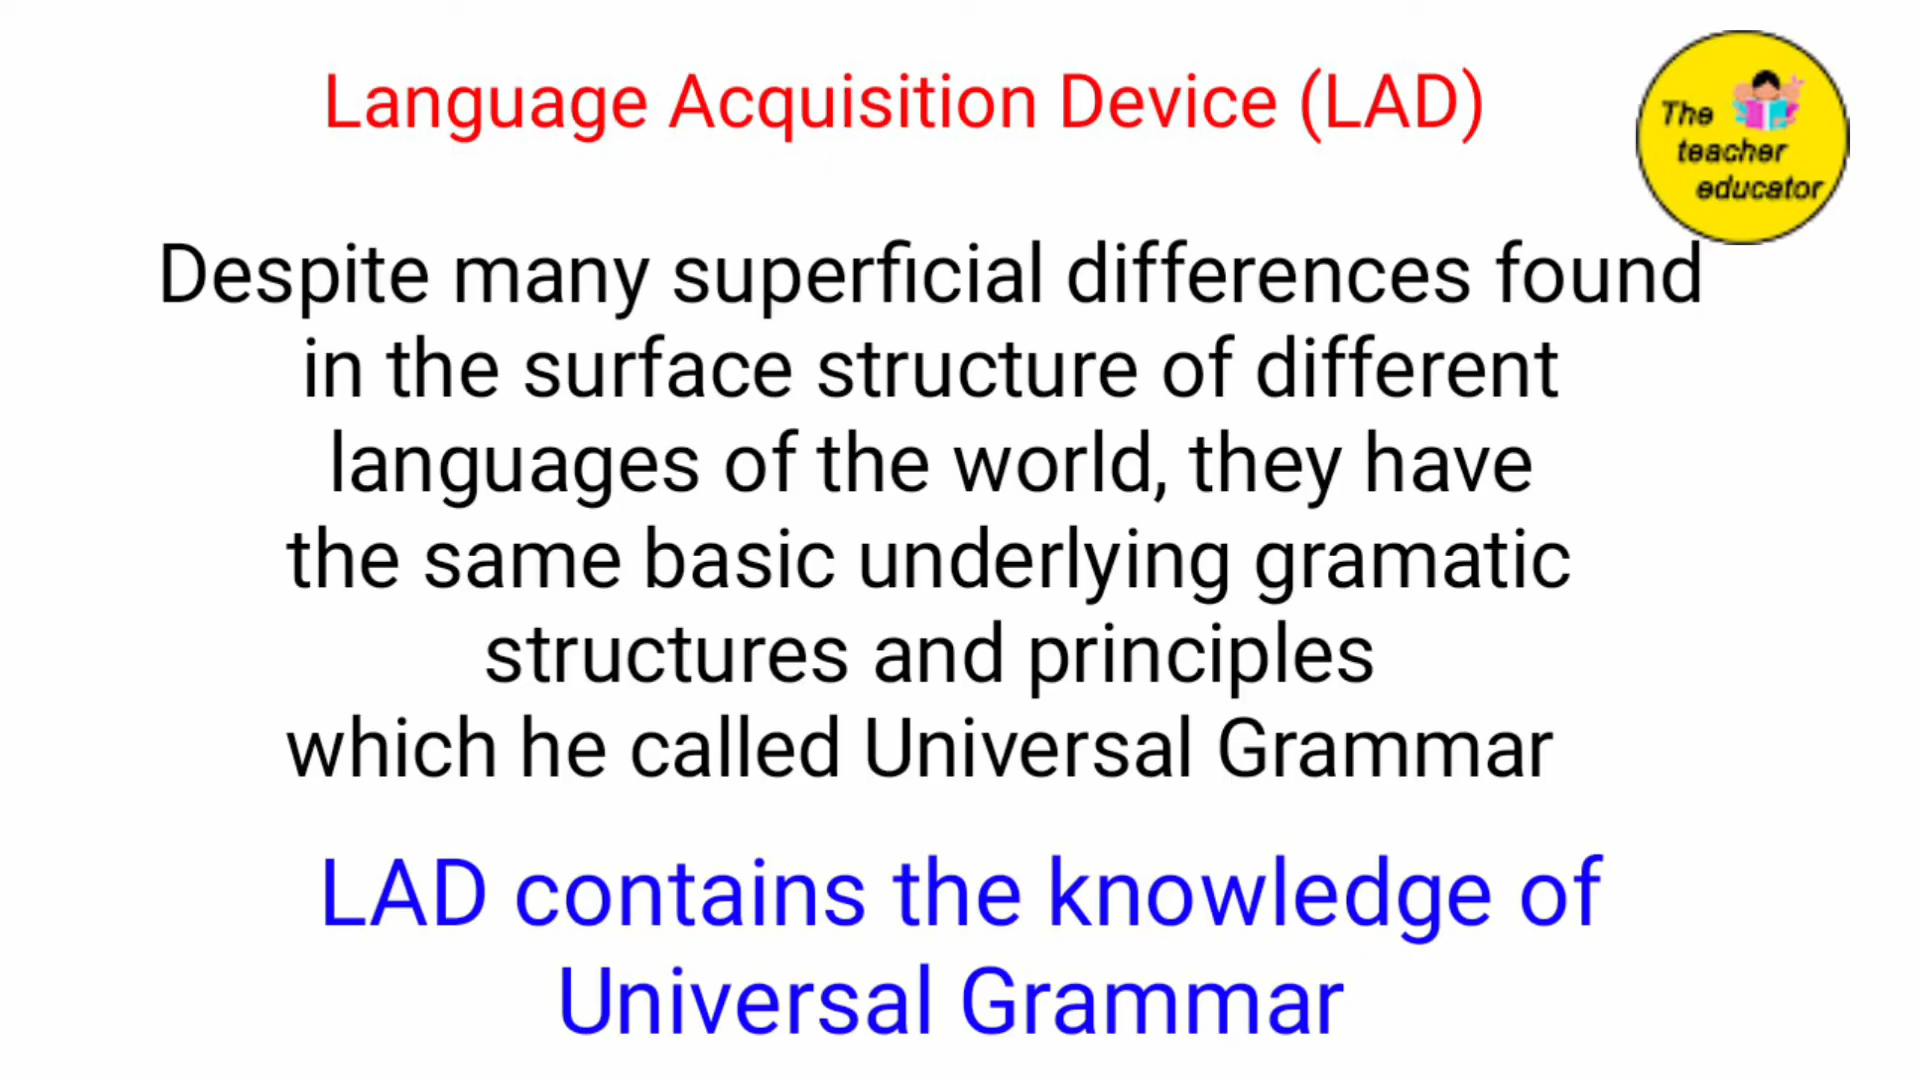 Language Acquisition Device (LAD)
The
teacher
educator
Despite many superficial differences found
in the surface structure of different
languages of the world, they have
the same basic underlying gramatic
structures and principles
which he called Universal Grammar
LAD contains the knowledge of
Universal Grammar